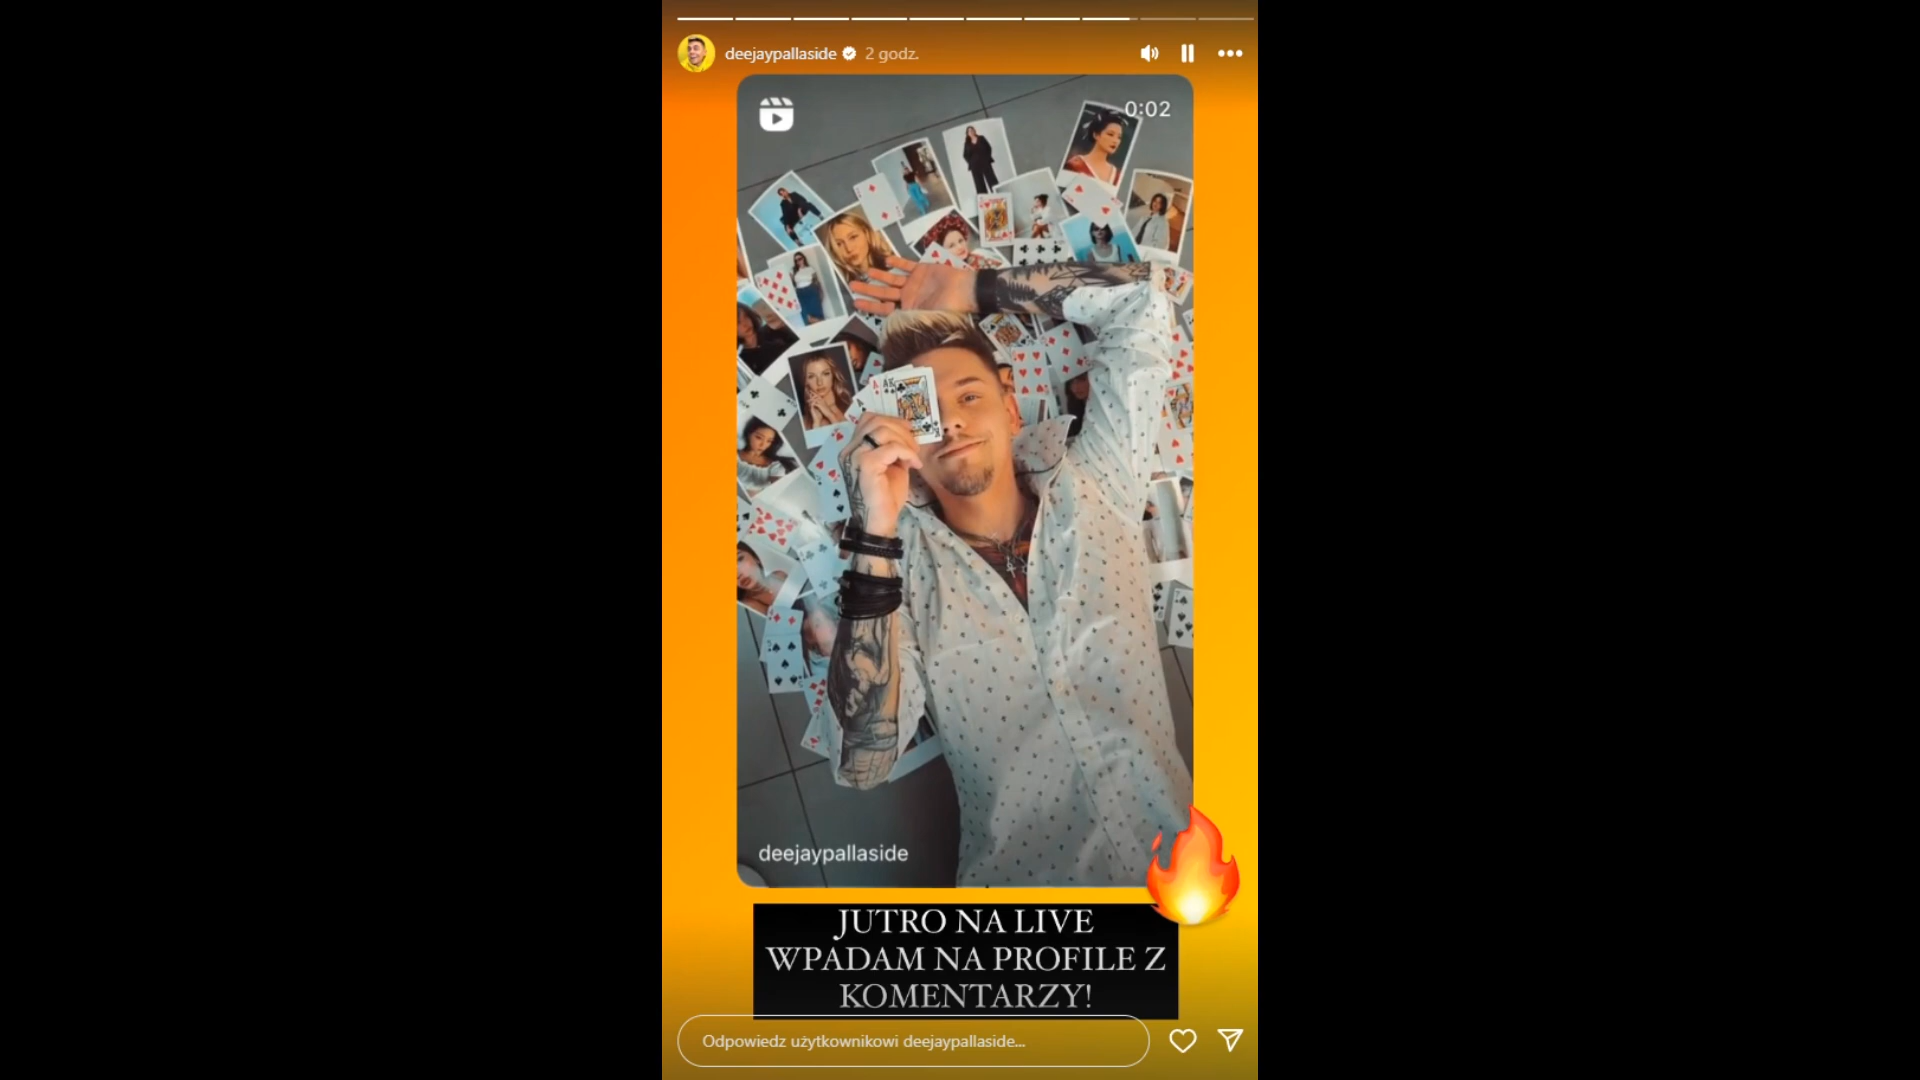 deejaypallaside 2 godz.
0:02
deejaypallaside
JUTRO NA LIVE
WPADAM NA PROFILE Z
KOMENTARZY!
Odpowiedz użytkownikowi deejaypallaside...